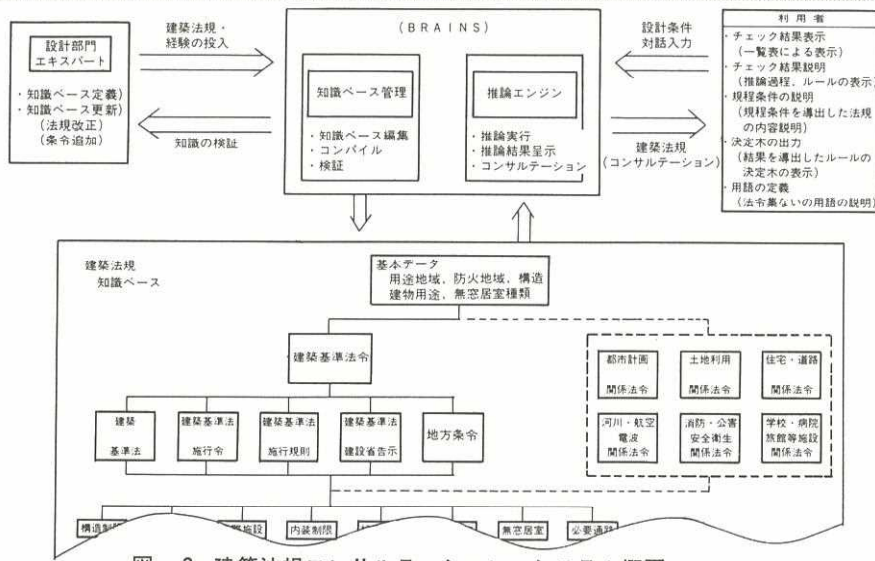 設計部門
エキスパート
・知識ベース定義)
・知識ベース更新)
(法規改正)
(条令追加)
建築法規・
経験の投入
知識の検証
(BRAINS)
知識ベース管理
・知識ベース編集
・コンパイル
・検証
推論エンジン
・推論実行
・推論結果呈示
・コンサルテーション
設計条件
対話入力
建築法規
(コンサルテーション)
利用者
・チェック結果表示
(一覧表による表示)
・チェック結果説明
(推論過程、ルールの表示)
・規程条件の説明
(規程条件を導出した法規
の内容説明)
・決定木の出力
(結果を導出したルールの
決定木の表示)
・用語の定義
(法令集ないの用語の説明)
建築法規
知識ベース
基本データ
用途地域、防火地域、構造
建物用途、無窓居室種類
建築基準法令
建築
基準法
建築基準法
施行令
建築基準法
施行規則
建築基準法
建設省告示
地方条令
都市計画
関係法令
土地利用
関係法令
住宅・道路
関係法令
河川・航空
電波
関係法令
消防・公害
安全衛生
関係法令
学校・病院
旅館等施設
関係法令
構造制
施設
内装制限
無窓居室
必要通路